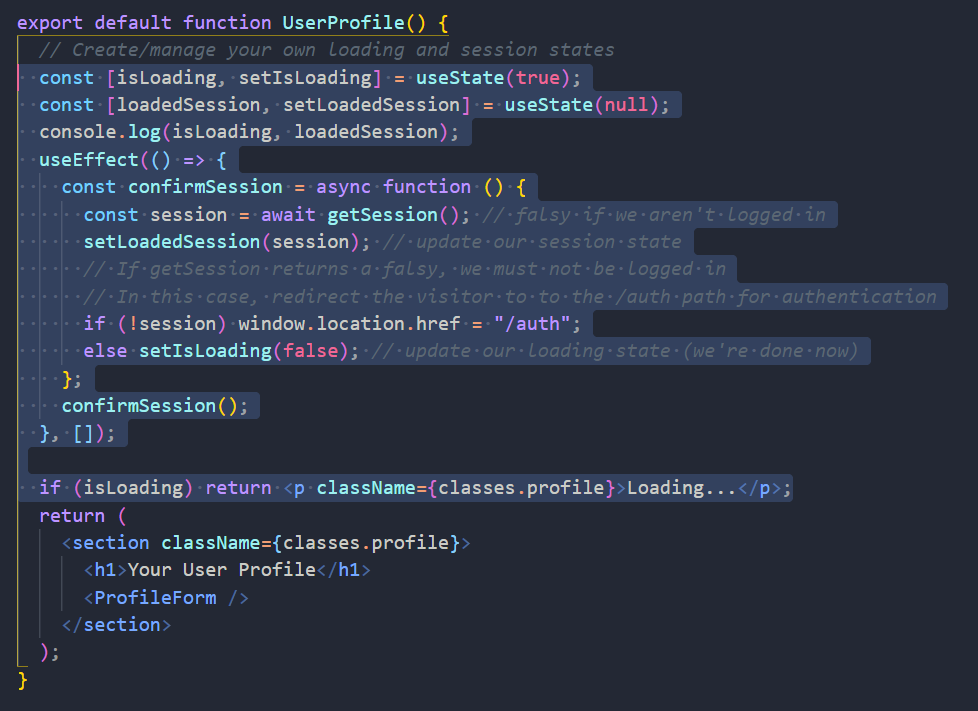 export default function UserProfile() {
  // Create/manage your own loading and session states
  const [isLoading, setIsLoading] = useState(true);
  const [loadedSession, setLoadedSession] = useState(null);
  console.log(isLoading, loadedSession);
  useEffect(() => {
    const confirmSession = async function () {
      const session = await getSession(); // falsy if we aren't logged in
      setLoadedSession(session); // update our session state
      // If getSession returns a falsy, we must not be logged in
      // In this case, redirect the visitor to to the /auth path for authentication
      if (!session) window.location.href = "/auth";
      else setIsLoading(false); // update our loading state (we're done now)
    };
    confirmSession();
  }, []);

  if (isLoading) return <p className={classes.profile}>Loading...</p>;
  return (
    <section className={classes.profile}>
      <h1>Your User Profile</h1>
      <ProfileForm />
    </section>
  );
}